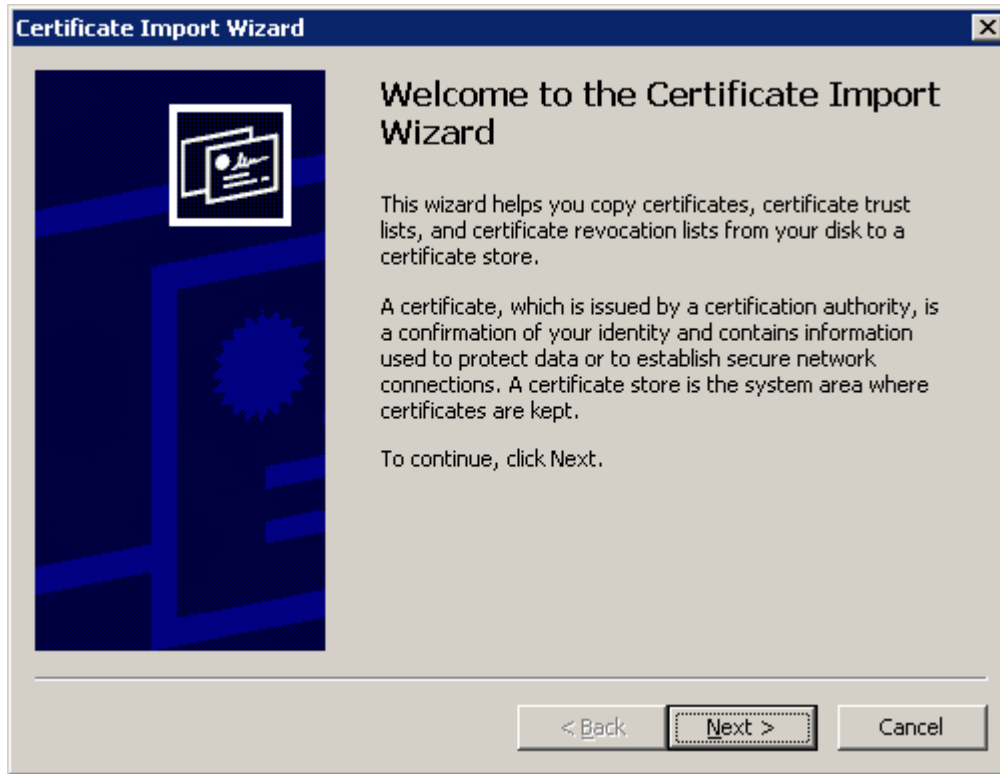 Certificate Import Wizard
Welcome to the Certificate Import
Wizard
This wizard helps you copy certificates, certificate trust
lists, and certificate revocation lists from your disk to a
certificate store.
A certificate, which is issued by a certification authority, is
a confirmation of your identity and contains information
used to protect data or to establish secure network
connections. A certificate store is the system area where
certificates are kept.
To continue, click Next.
< Back Next > Cancel